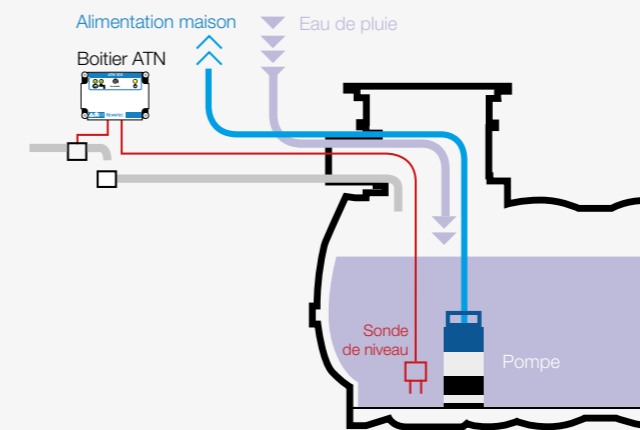 Alimentation maison
Eau de pluie
Boitier ATN
Sonde
de niveau
Pompe